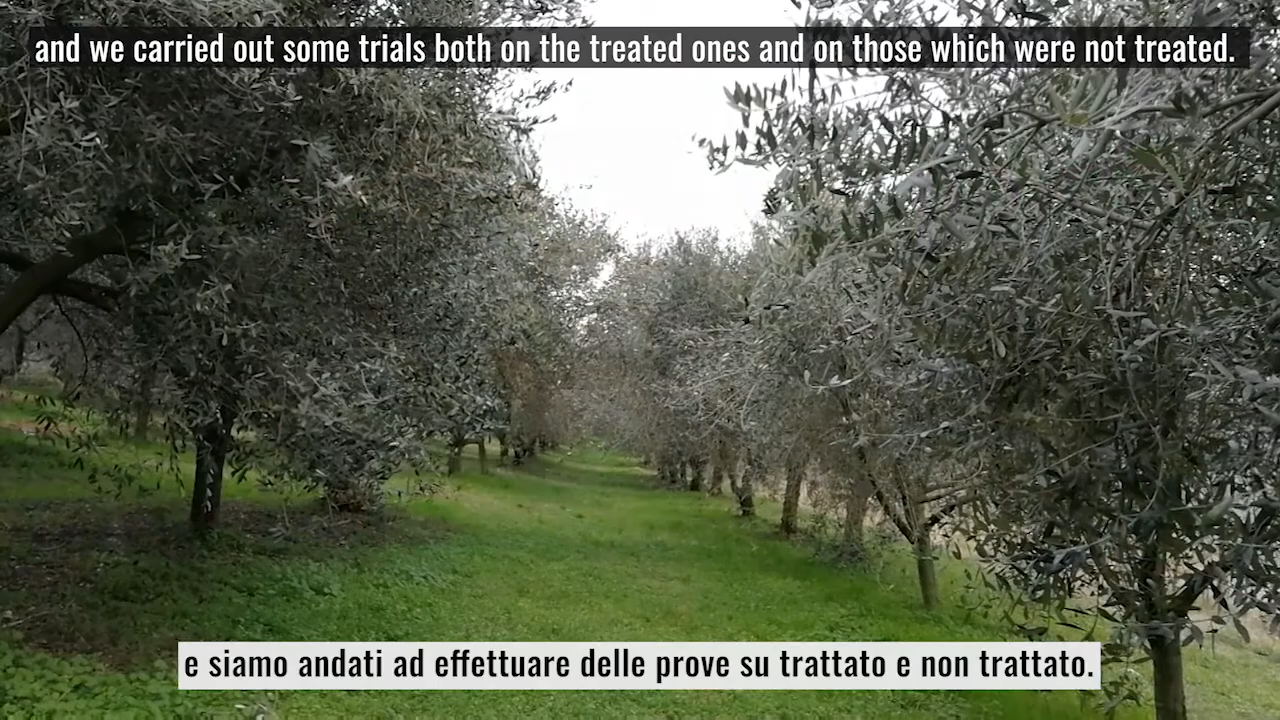 and we carried out some trials both on the treated ones and on those which were not treated.
e siamo andati ad effettuare delle prove su trattato e non trattato.